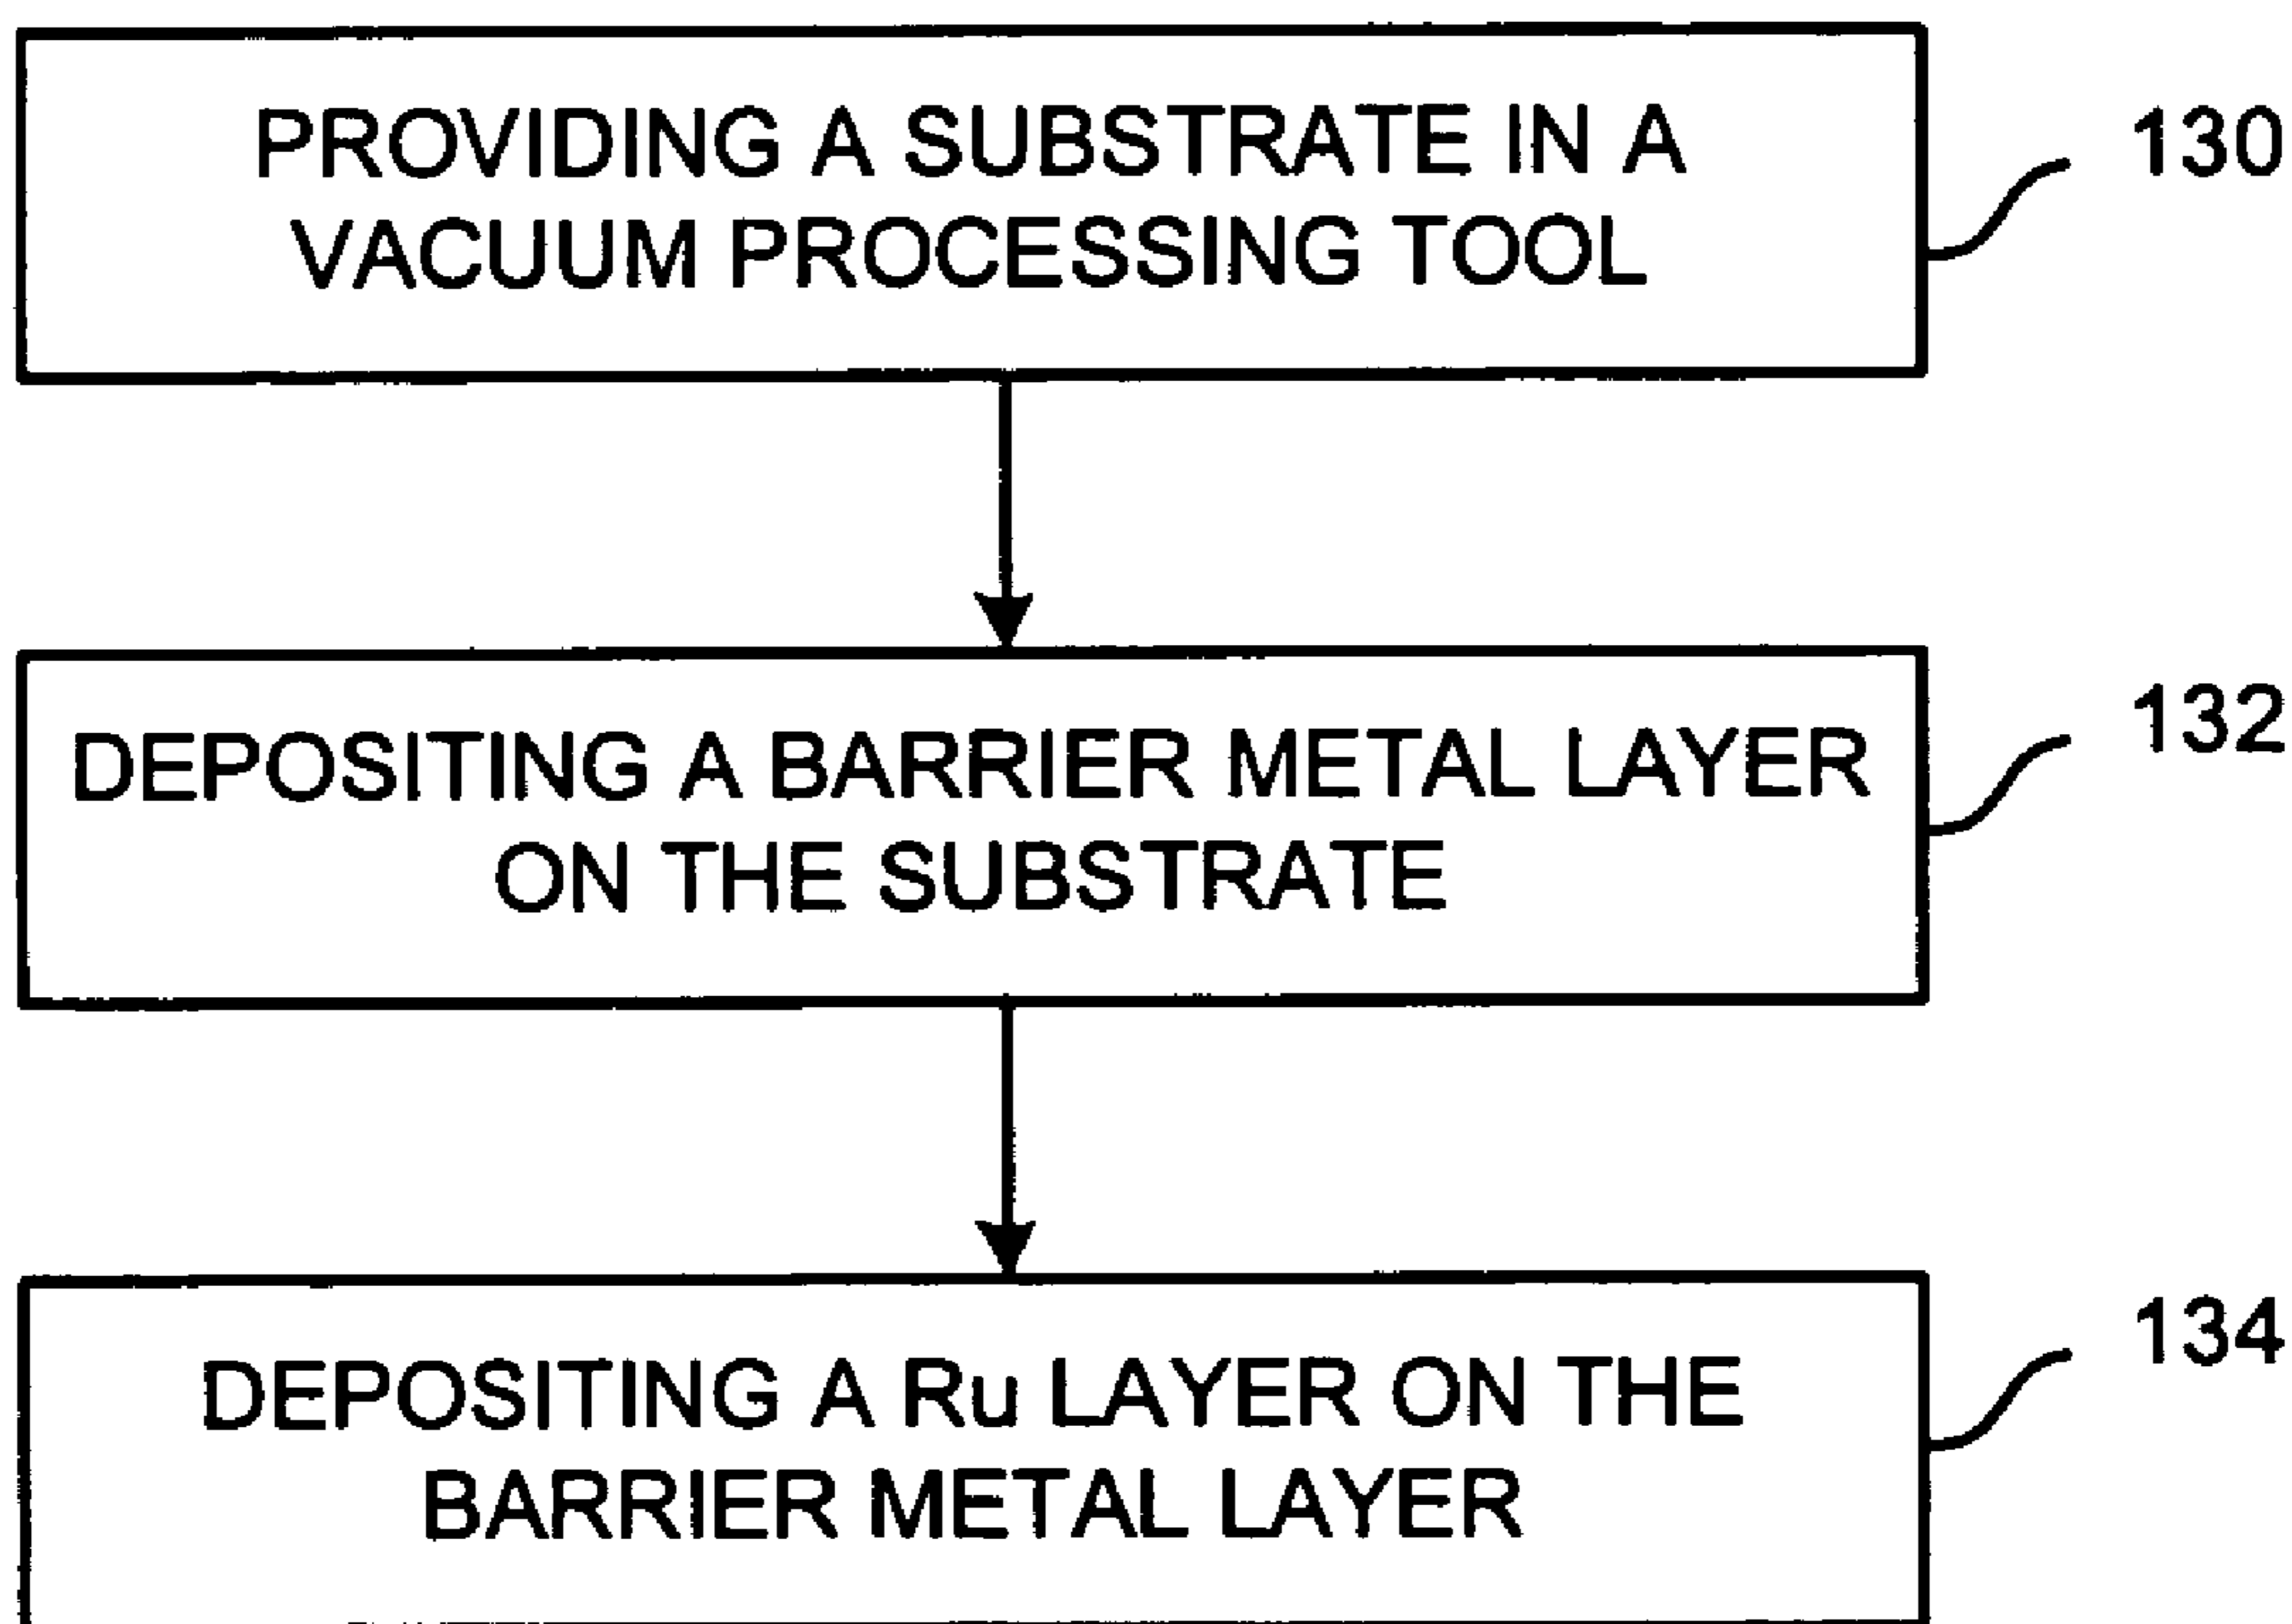 PROVIDING A SUBSTRATE IN A
VACUUM PROCESSING TOOL
130
DEPOSITING A BARRIER METAL LAYER
ON THE SUBSTRATE
132
DEPOSITING A Ru LAYER ON THE
BARRIER METAL LAYER
134